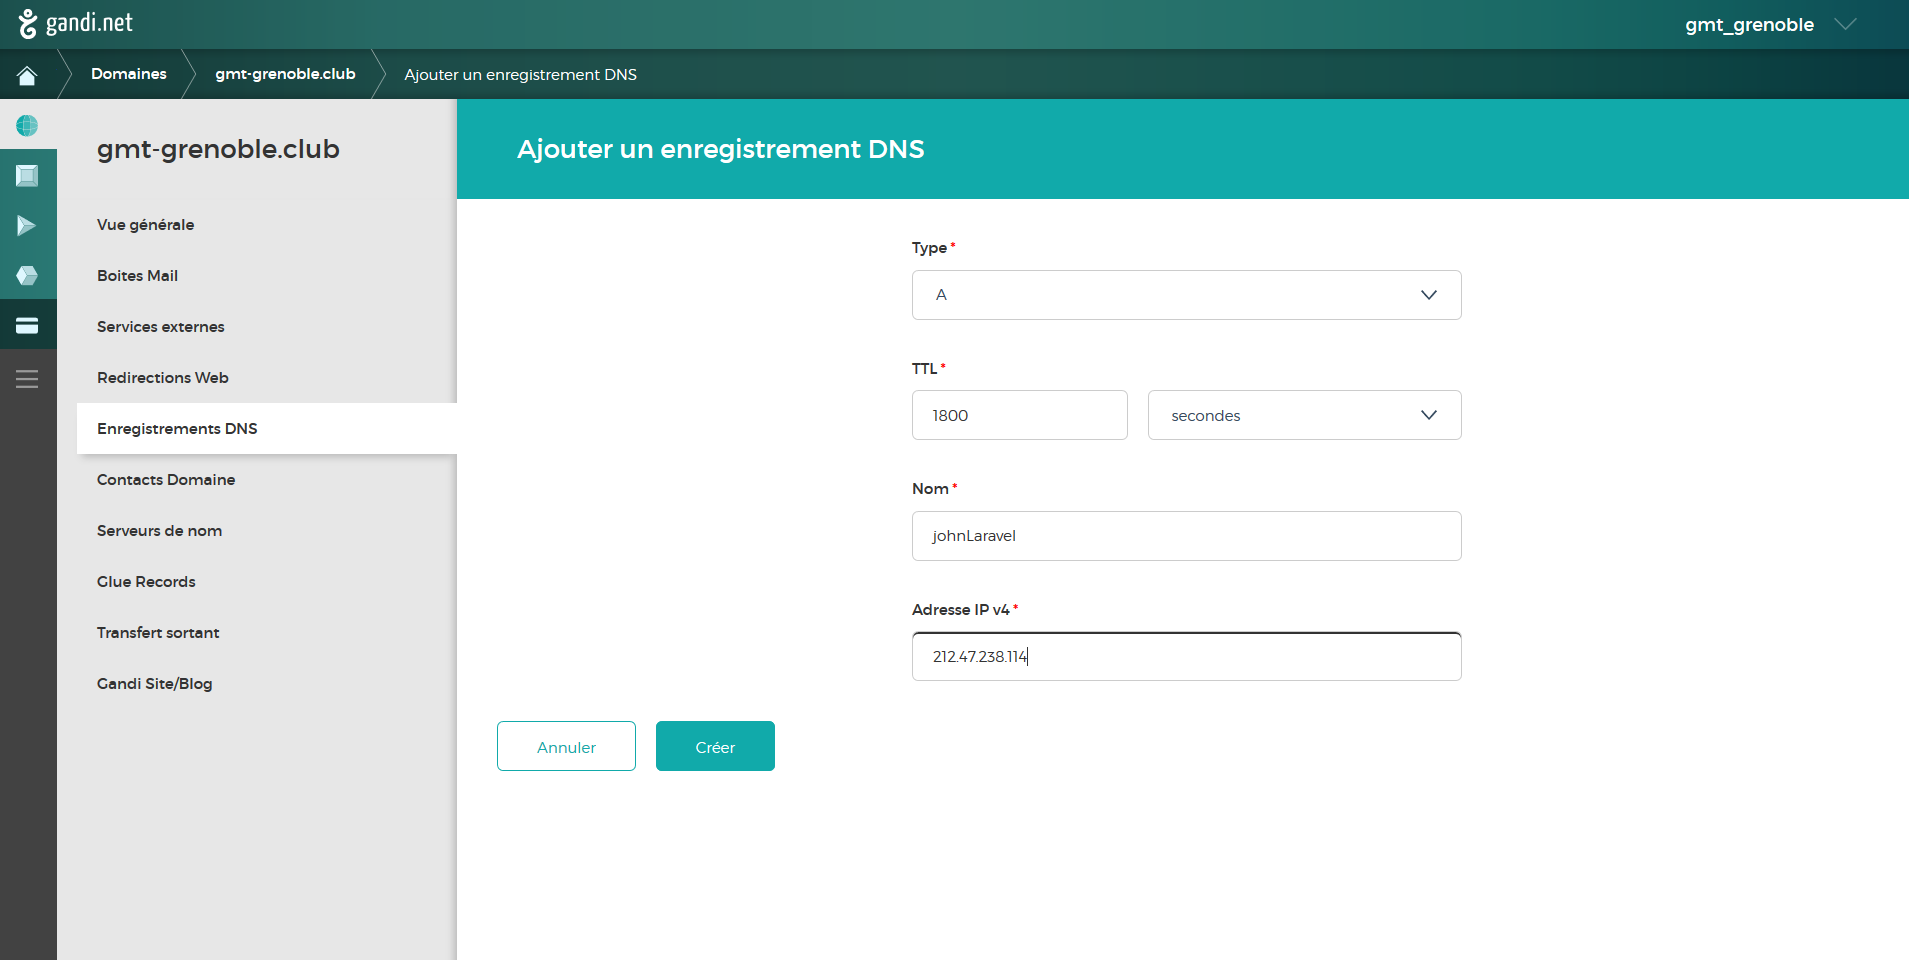 gandi.net
gmt_grenoble
Domaines
gmt-grenoble.club
Ajouter un enregistrement DNS
gmt-grenoble.club
Vue générale
Boites Mail
Services externes
Redirections Web
Enregistrements DNS
Contacts Domaine
Serveurs de nom
Glue Records
Transfert sortant
Gandi Site/Blog
Ajouter un enregistrement DNS
Type *
A
TTL *
1800
secondes
Nom *
johnLaravel
Adresse IP v4 *
212.47.238.114
Annuler
Créer